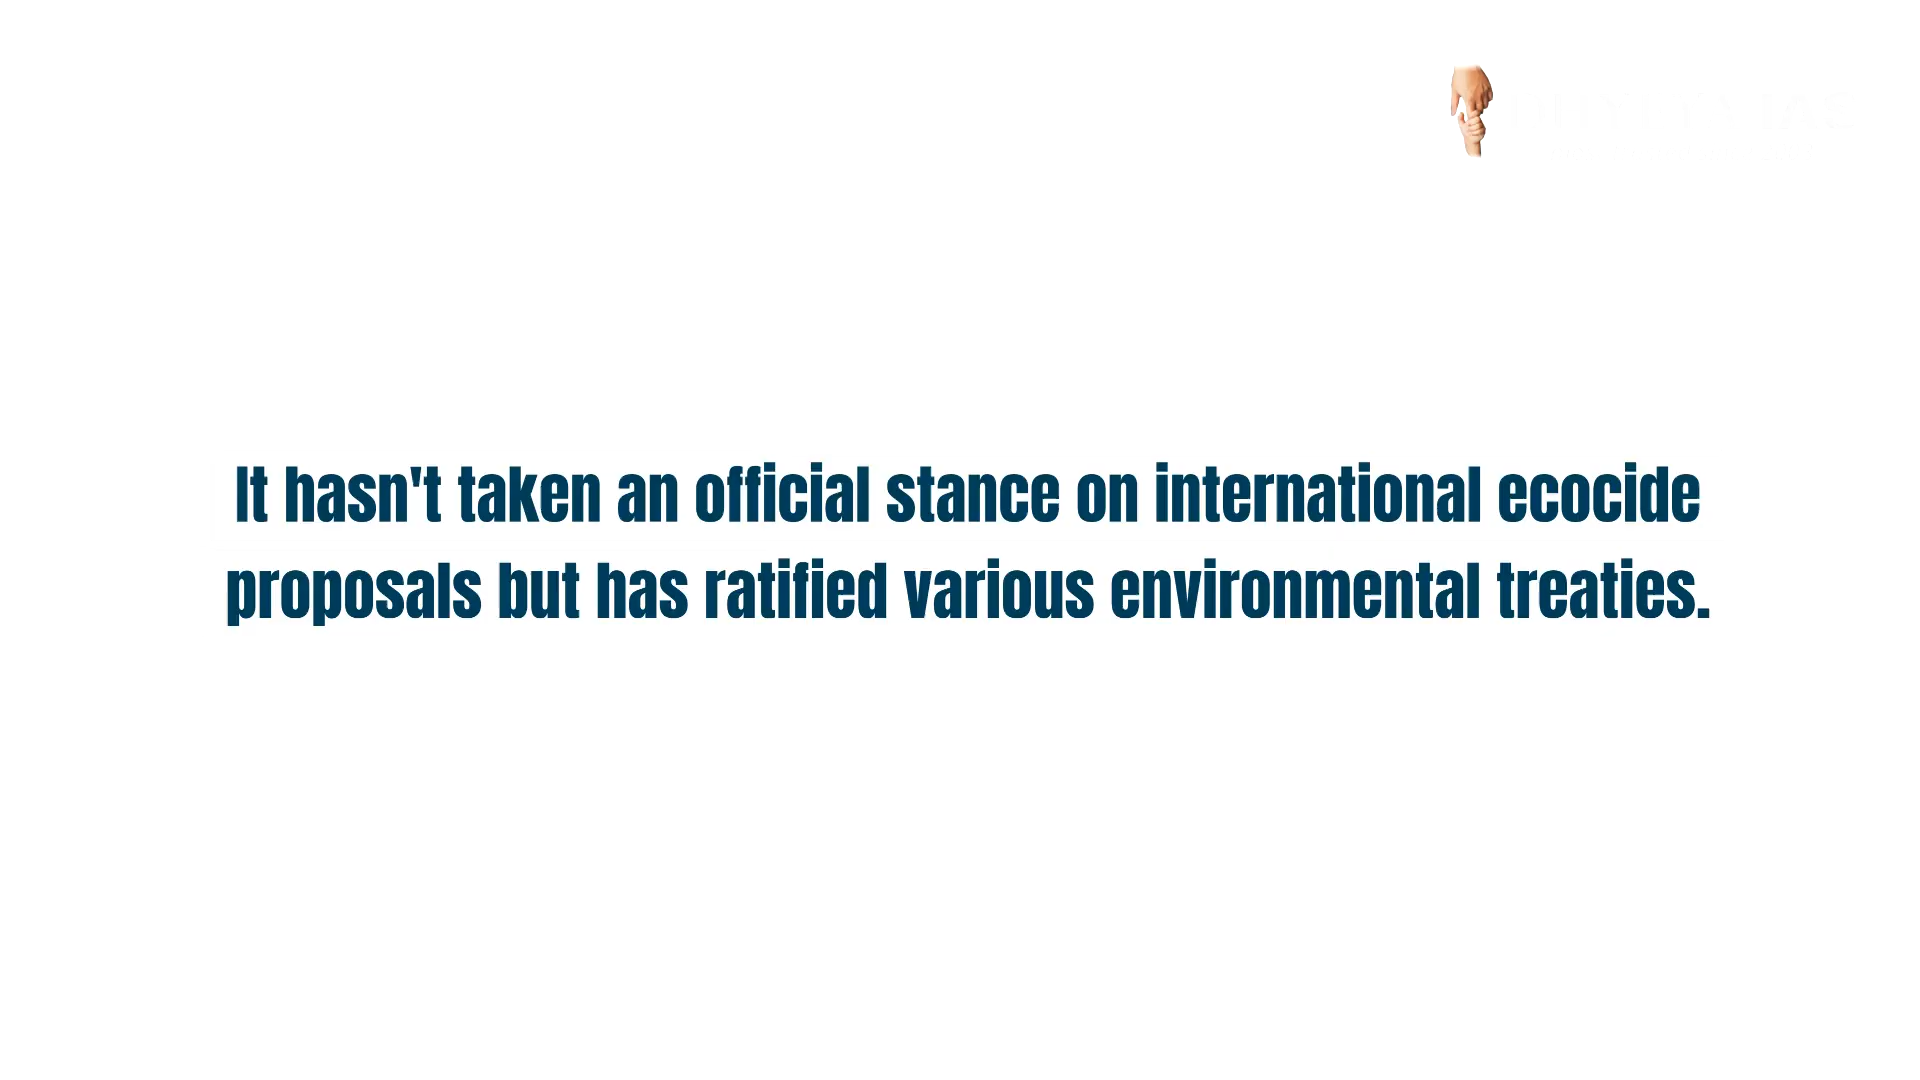 It hasn't taken an official stance on international ecocide
proposals but has ratified various environmental treaties.